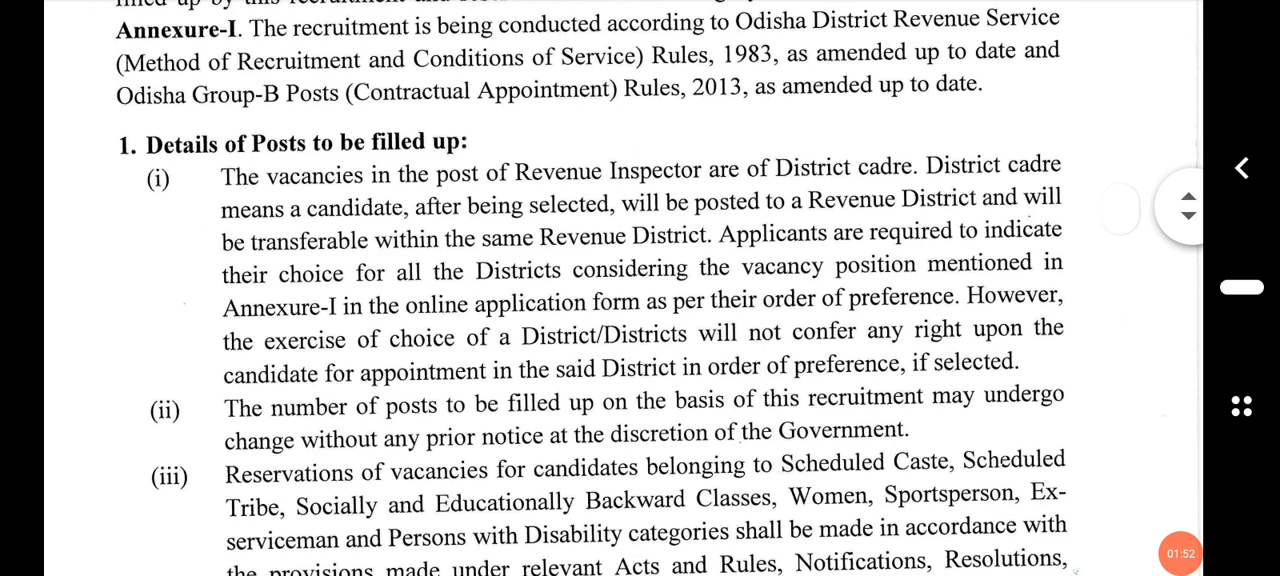 Annexure-I. The recruitment is being conducted according to Odisha District Revenue Service
(Method of Recruitment and Conditions of Service) Rules, 1983, as amended up to date and
Odisha Group-B Posts (Contractual Appointment) Rules, 2013, as amended up to date.
1. Details of Posts to be filled up:
(i) The vacancies in the post of Revenue Inspector are of District cadre. District cadre
means a candidate, after being selected, will be posted to a Revenue District and will
be transferable within the same Revenue District. Applicants are required to indicate
their choice for all the Districts considering the vacancy position mentioned in
Annexure-I in the online application form as per their order of preference. However,
the exercise of choice of a District/Districts will not confer any right upon the
candidate for appointment in the said District in order of preference, if selected.
(ii) The number of posts to be filled up on the basis of this recruitment may undergo
change without any prior notice at the discretion of the Government.
(iii) Reservations of vacancies for candidates belonging to Scheduled Caste, Scheduled
Tribe, Socially and Educationally Backward Classes, Women, Sportsperson, Ex-
serviceman and Persons with Disability categories shall be made in accordance with
the provisions made under relevant Acts and Rules, Notifications, Resolutions,
01:52